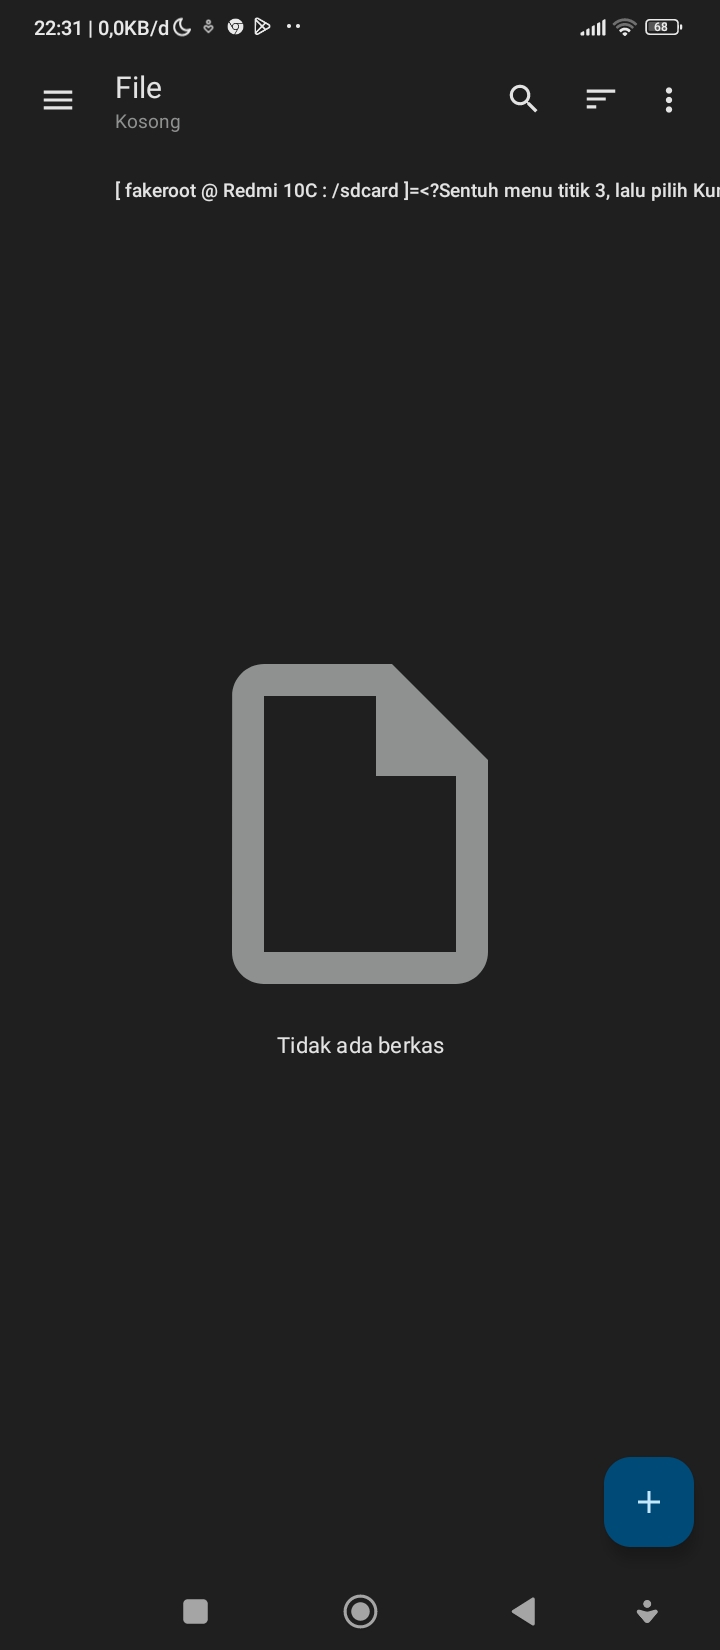 22:31 | 0,0KB/d
68
File
Kosong
[ fakeroot @ Redmi 10C : /sdcard ]=<?Sentuh menu titik 3, lalu pilih
Tidak ada berkas